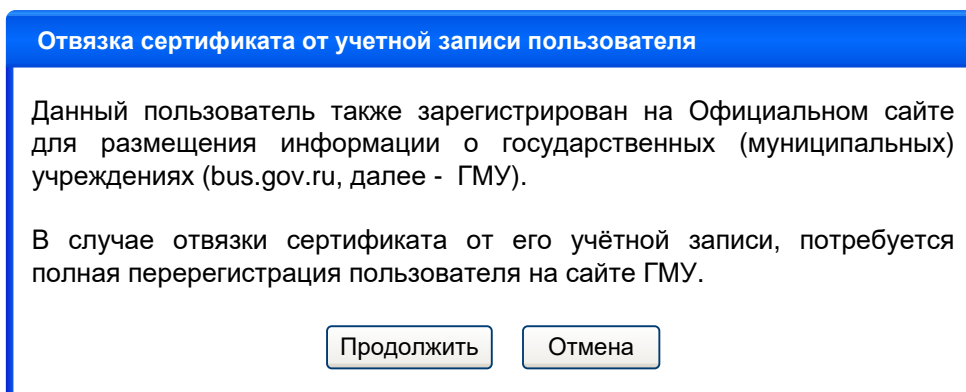 Отвязка сертификата от учетной записи пользователя
Данный пользователь также зарегистрирован на Официальном сайте
для размещения информации о государственных (муниципальных)
учреждениях (bus.gov.ru, далее - ГМУ).
В случае отвязки сертификата от его учётной записи, потребуется
полная перерегистрация пользователя на сайте ГМУ.
Продолжить Отмена